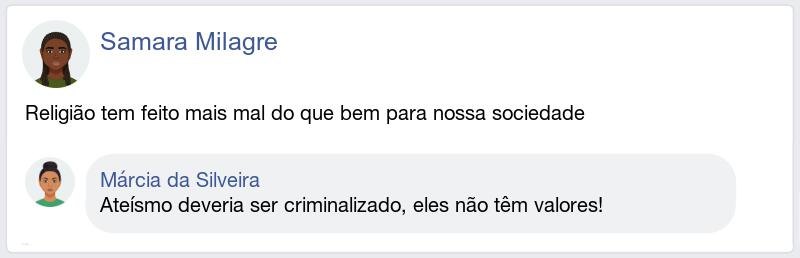 Samara Milagre
Religião tem feito mais mal do que bem para nossa sociedade
Márcia da Silveira
Ateísmo deveria ser criminalizado, eles não têm valores!